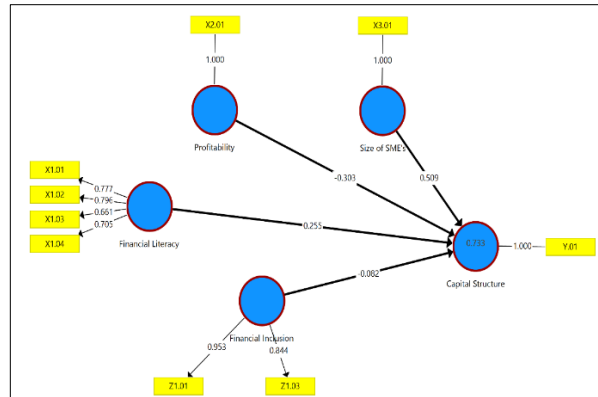 X2.01
X3.01
1.000
1.000
Profitability
Size of SME's
X1.01
X1.02
X1.03
X1.04
0.777
0.796
0.661
0.705
Financial Literacy
-0.303
0.509
0.255
-0.082
0.733
1.000
Y.01
Capital Structure
Financial Inclusion
0.953
0.844
Z1.01
Z1.03